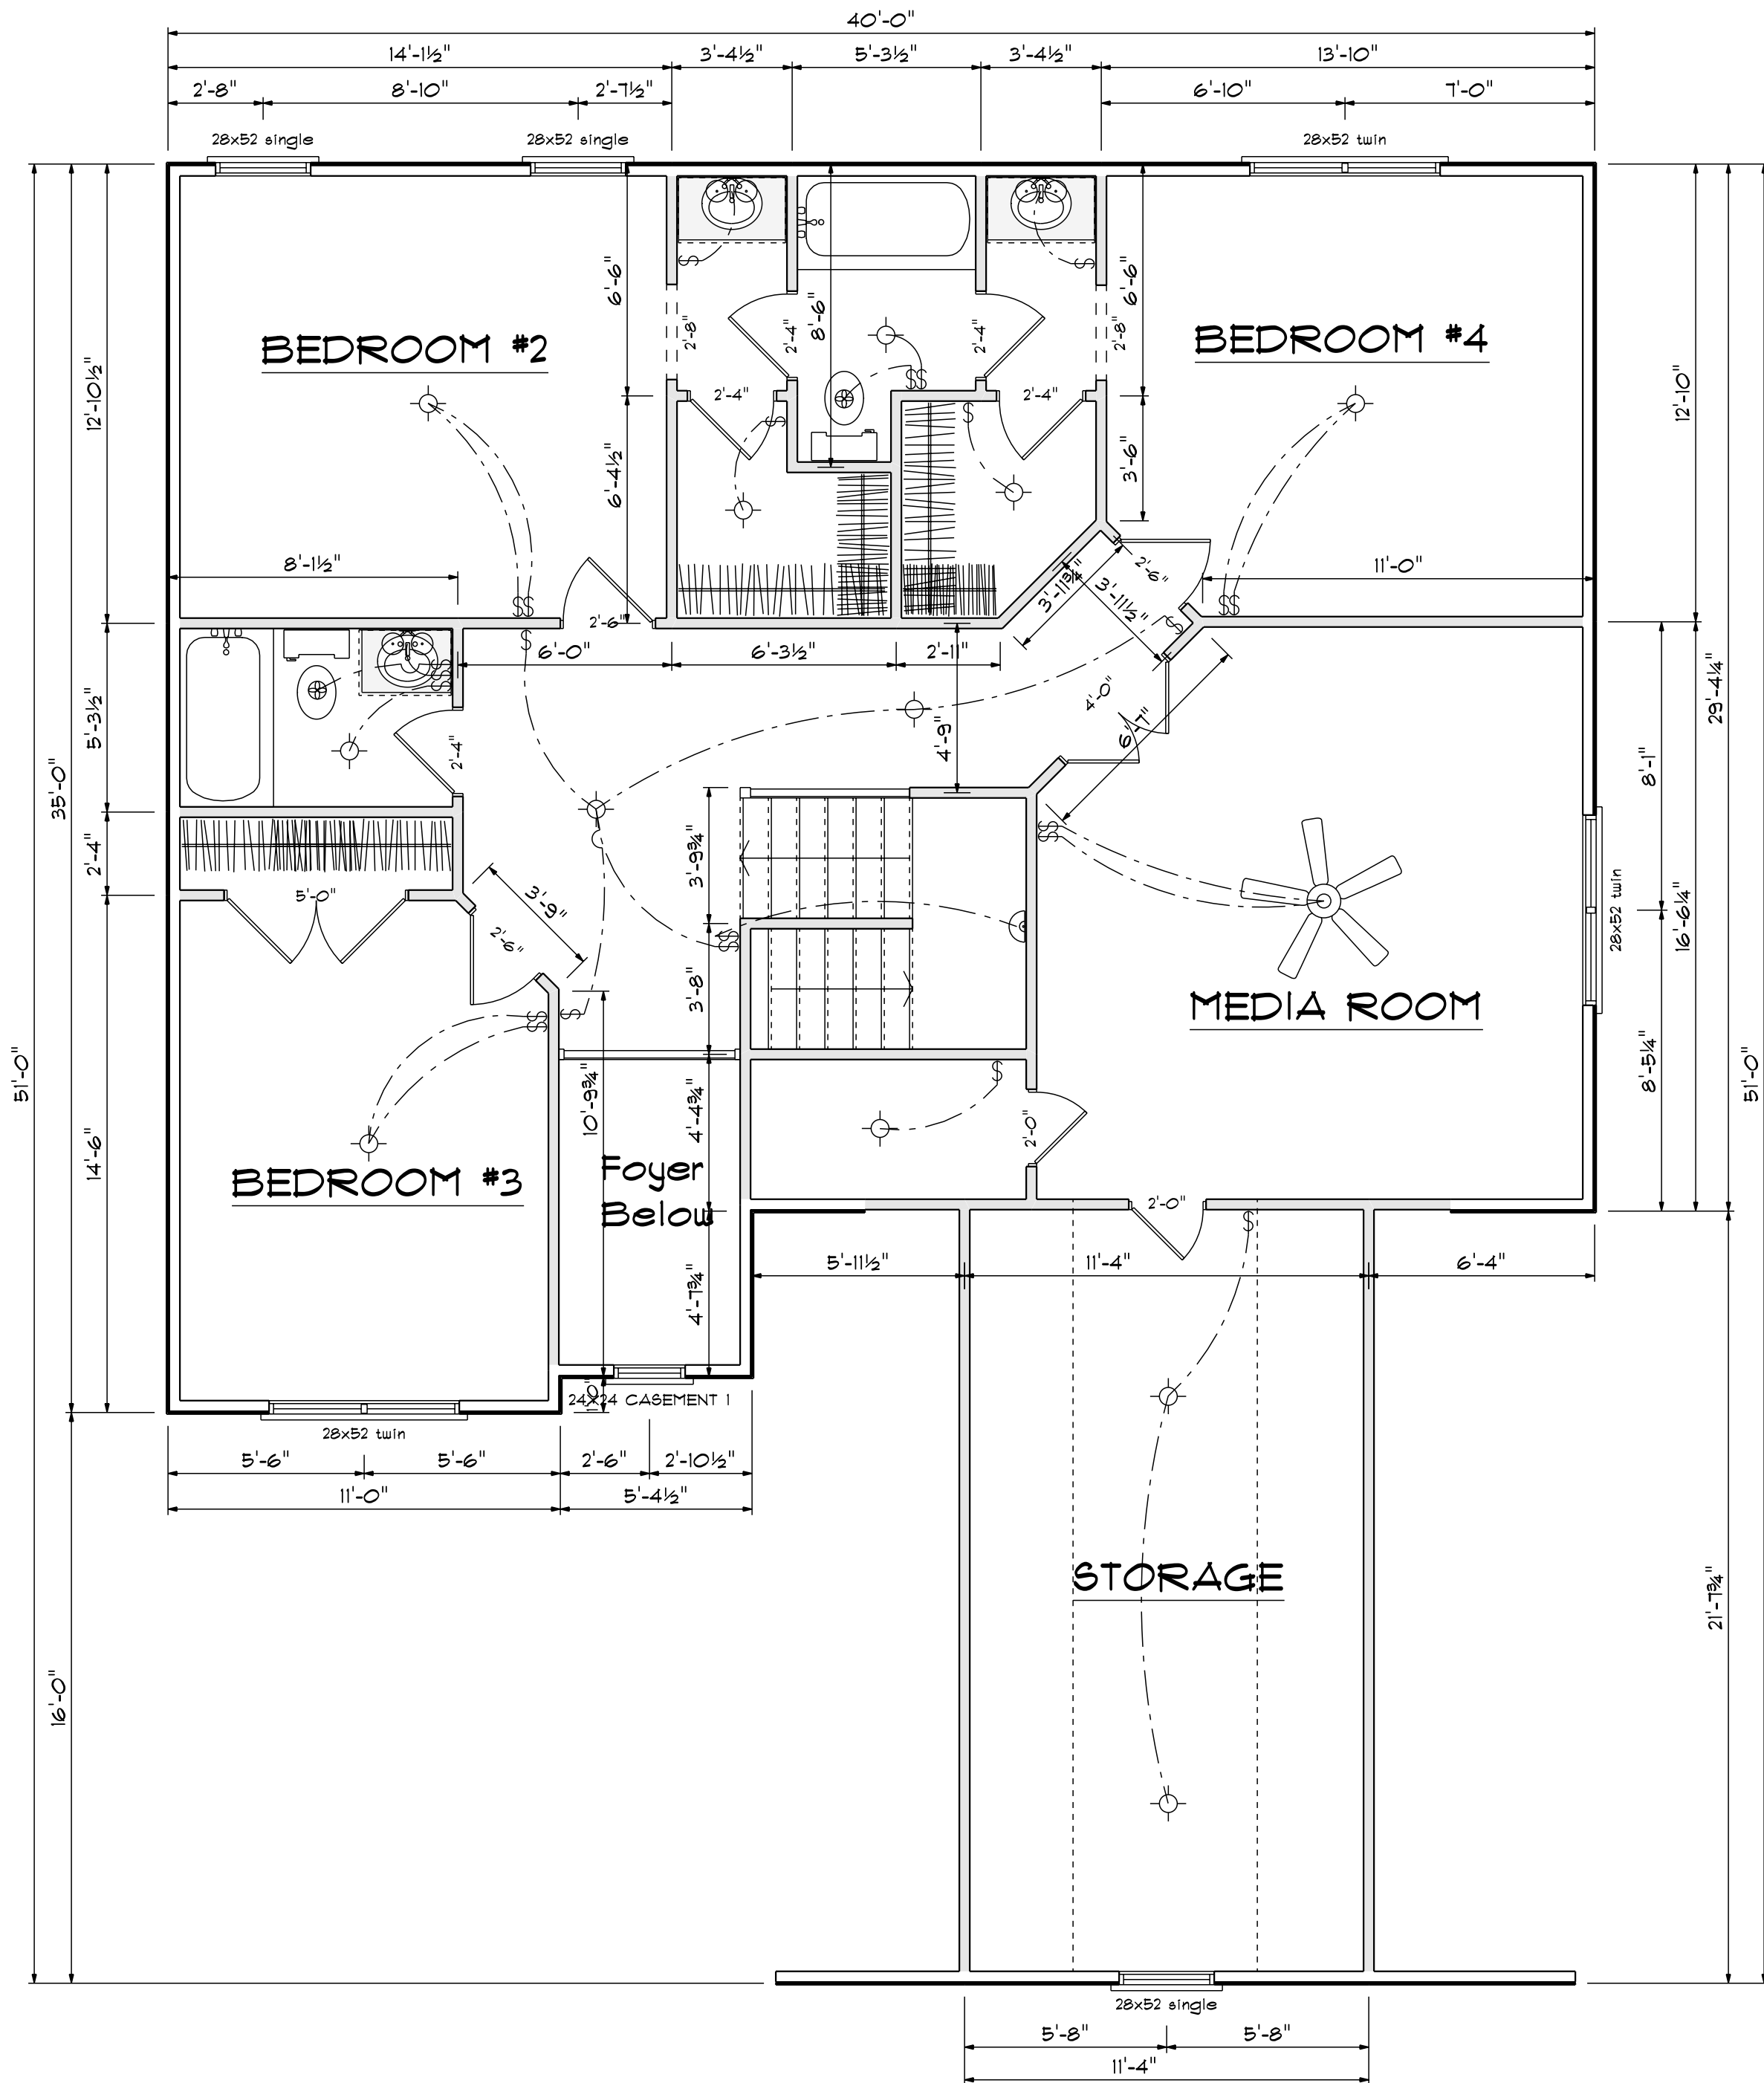 40'-0"
14'-1½" 3'-4½" 5'-3½" 3'-4½" 13'-10"
2'-8" 8'-10" 2'-7½" 6'-10" 7'-0"
28x52 single 28x52 single 28x52 twin
6'-6" 8'-6" 6'-6"
2'-8" 2'-4" 2'-4" 2'-8"
BEDROOM #2 BEDROOM #4
12'-10½" 2'-4" 2'-4" 12'-10"
6'-4½" 3'-6"
8'-1½" 3'-11¾" 3'-11½" 2'-6" 11'-0"
2'-6"
6'-0" 6'-3½" 2'-11"
5'-3½" 2'-4" 4'-9" 4'-0" 6'-7" 29'-4¼"
35'-0" 8'-1"
2'-4" 3'-9¾"
5'-0" 3'-9" 28x52 twin 16'-6¼"
2'-6"
3'-8" MEDIA ROOM
51'-0" 8'-5¼" 51'-0"
10'-9¾" 4'-4¾" 2'-0"
14'-6" Foyer
BEDROOM #3
Below 2'-0"
5'-11½" 11'-4" 6'-4"
4'-7¾"
1'-0"
24x24 CASEMENT 1
28x52 twin
5'-6" 5'-6" 2'-6" 2'-10½"
11'-0" 5'-4½"
STORAGE
21'-7¾"
16'-0"
28x52 single
5'-8" 5'-8"
11'-4"